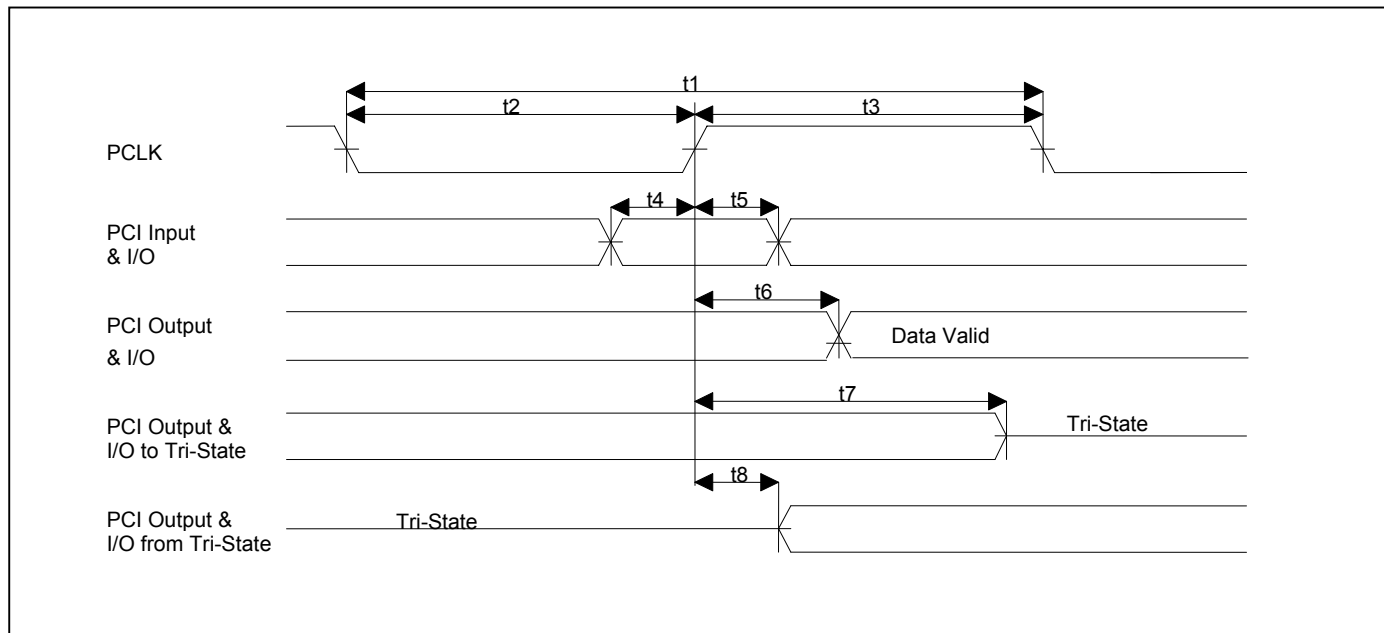 t1
t2
t3
PCLK
t4
t5
PCI Input
& I/O
t6
PCI Output
& I/O
Data Valid
t7
PCI Output &
I/O to Tri-State
Tri-State
t8
PCI Output &
I/O from Tri-State
Tri-State